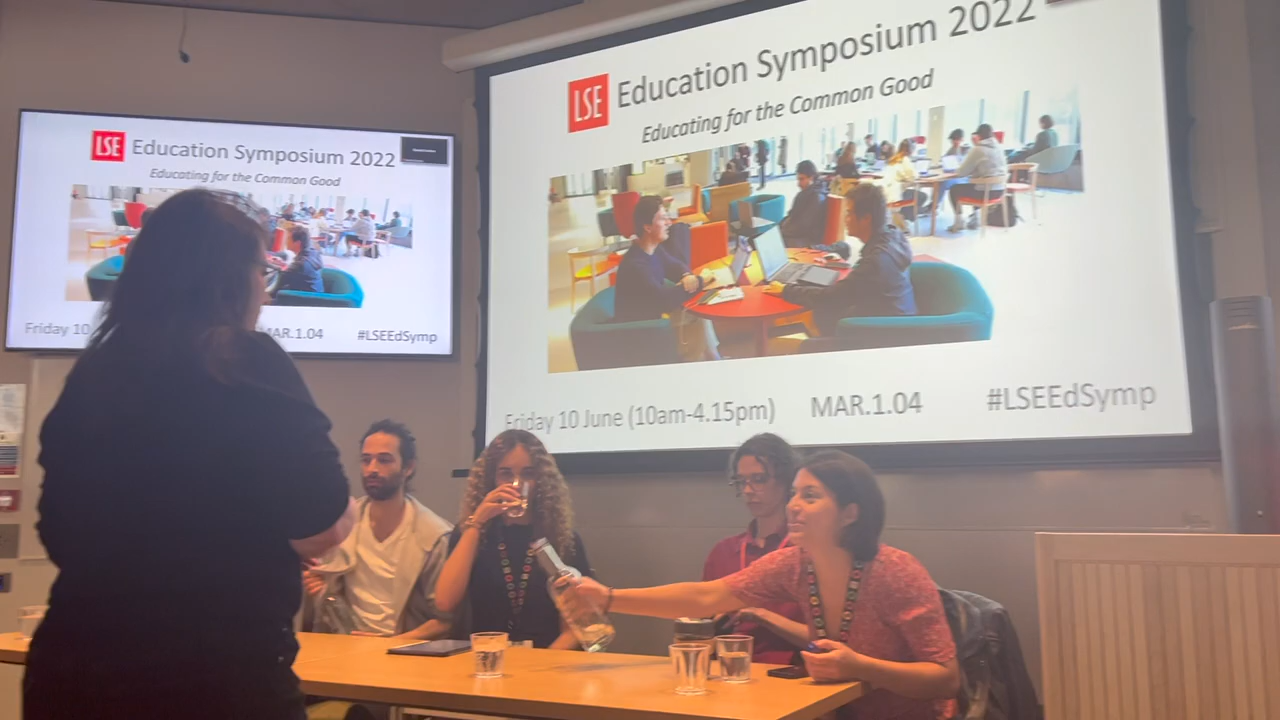 LSE Education Symposium 2022
Educating for the Common Good
Friday 10 MAR.1.04 #LSEEdSymp
LSE Education Symposium 2022
Educating for the Common Good
Friday 10 June (10am-4.15pm) MAR.1.04 #LSEEdSymp